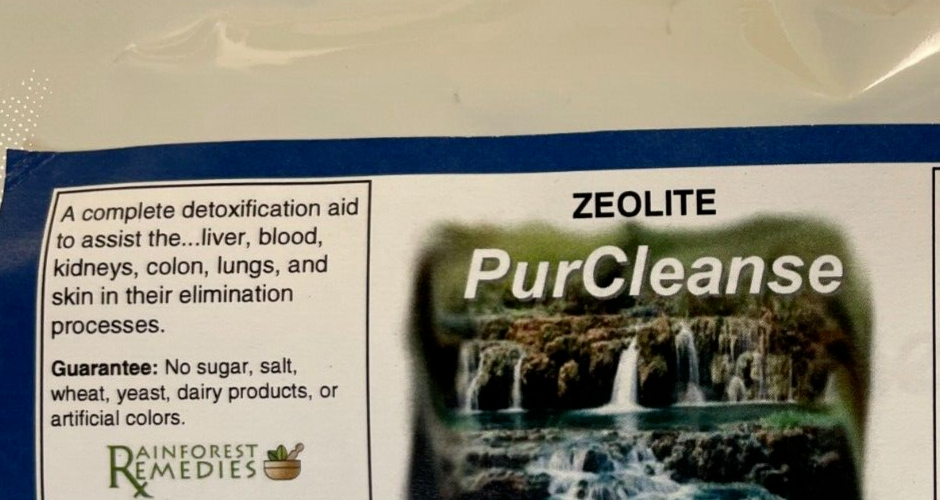 A complete detoxification aid
to assist the...liver, blood,
kidneys, colon, lungs, and
skin in their elimination
processes.
Guarantee: No sugar, salt,
wheat, yeast, dairy products, or
artificial colors.
RAINFOREST
REMEDIES
ZEOLITE
PurCleanse